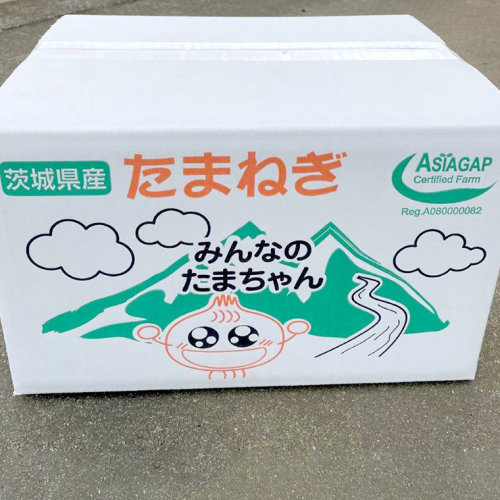 茨城県産
たまねぎ
ASIAGAP
Certified Farm
Reg.A080000082
みんなの
たまちゃん